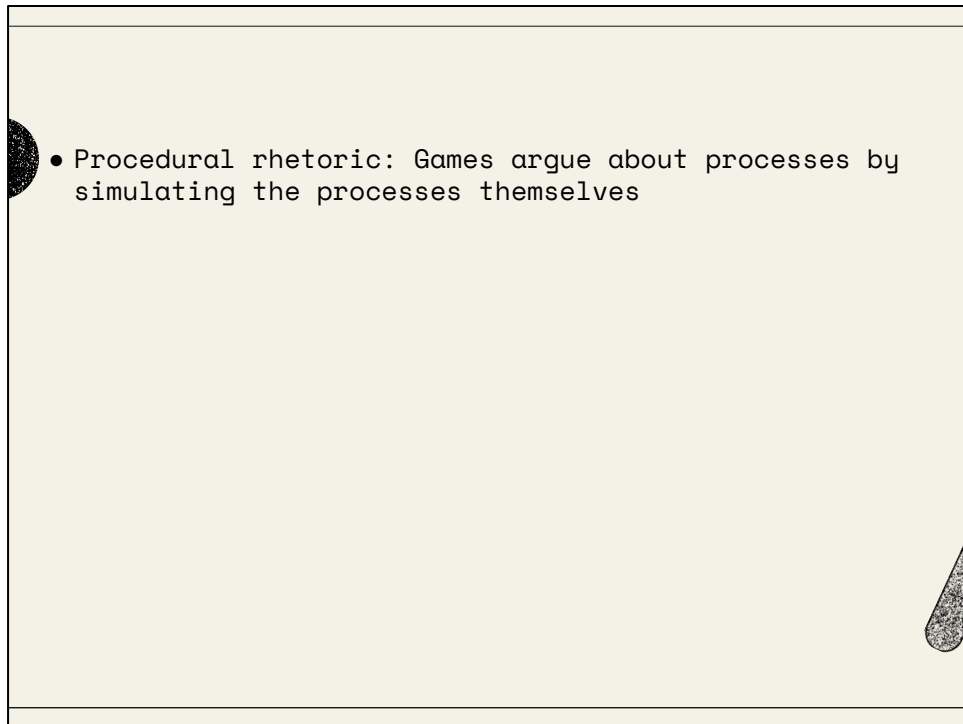 • Procedural rhetoric: Games argue about processes by
simulating the processes themselves